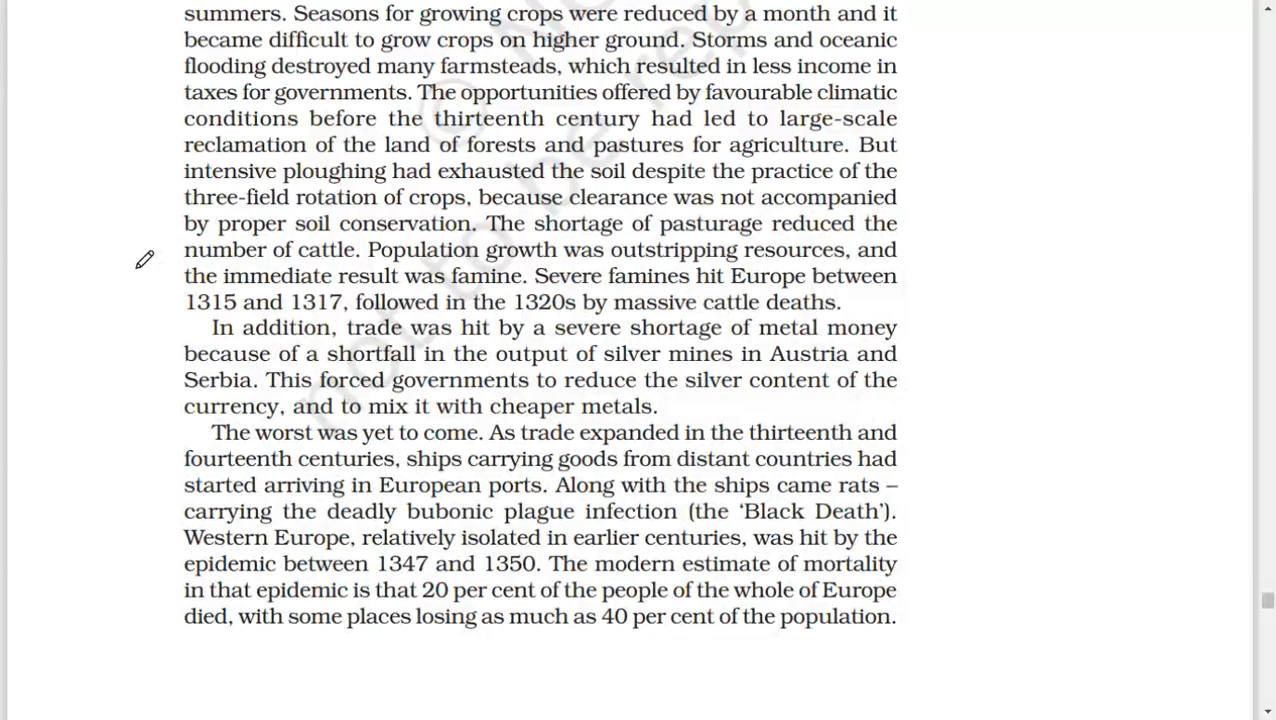 summers. Seasons for growing crops were reduced by a month and it
became difficult to grow crops on higher ground. Storms and oceanic
flooding destroyed many farmsteads, which resulted in less income in
taxes for governments. The opportunities offered by favourable climatic
conditions before the thirteenth century had led to large-scale
reclamation of the land of forests and pastures for agriculture. But
intensive ploughing had exhausted the soil despite the practice of the
three-field rotation of crops, because clearance was not accompanied
by proper soil conservation. The shortage of pasturage reduced the
number of cattle. Population growth was outstripping resources, and
the immediate result was famine. Severe famines hit Europe between
1315 and 1317, followed in the 1320s by massive cattle deaths.
In addition, trade was hit by a severe shortage of metal money
because of a shortfall in the output of silver mines in Austria and
Serbia. This forced governments to reduce the silver content of the
currency, and to mix it with cheaper metals.
The worst was yet to come. As trade expanded in the thirteenth and
fourteenth centuries, ships carrying goods from distant countries had
started arriving in European ports. Along with the ships came rats –
carrying the deadly bubonic plague infection (the ‘Black Death’).
Western Europe, relatively isolated in earlier centuries, was hit by the
epidemic between 1347 and 1350. The modern estimate of mortality
in that epidemic is that 20 per cent of the people of the whole of Europe
died, with some places losing as much as 40 per cent of the population.
not to be